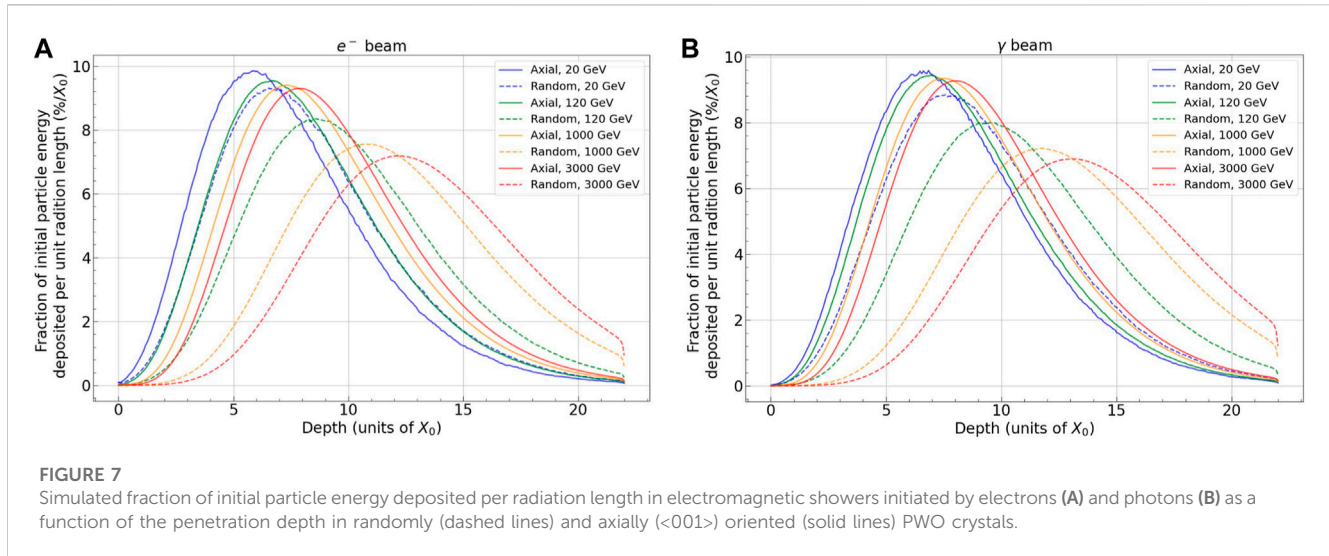 A
e⁻ beam
Fraction of initial particle energy
deposited per unit radition length (%/X₀)
10
8
6
4
2
0
Axial, 20 GeV
Random, 20 GeV
Axial, 120 GeV
Random, 120 GeV
Axial, 1000 GeV
Random, 1000 GeV
Axial, 3000 GeV
Random, 3000 GeV
0 5 10 15 20
Depth (units of X₀)
B
γ beam
Fraction of initial particle energy
deposited per unit radition length (%/X₀)
10
8
6
4
2
0
Axial, 20 GeV
Random, 20 GeV
Axial, 120 GeV
Random, 120 GeV
Axial, 1000 GeV
Random, 1000 GeV
Axial, 3000 GeV
Random, 3000 GeV
0 5 10 15 20
Depth (units of X₀)
FIGURE 7
Simulated fraction of initial particle energy deposited per radiation length in electromagnetic showers initiated by electrons (A) and photons (B) as a
function of the penetration depth in randomly (dashed lines) and axially (<001>) oriented (solid lines) PWO crystals.